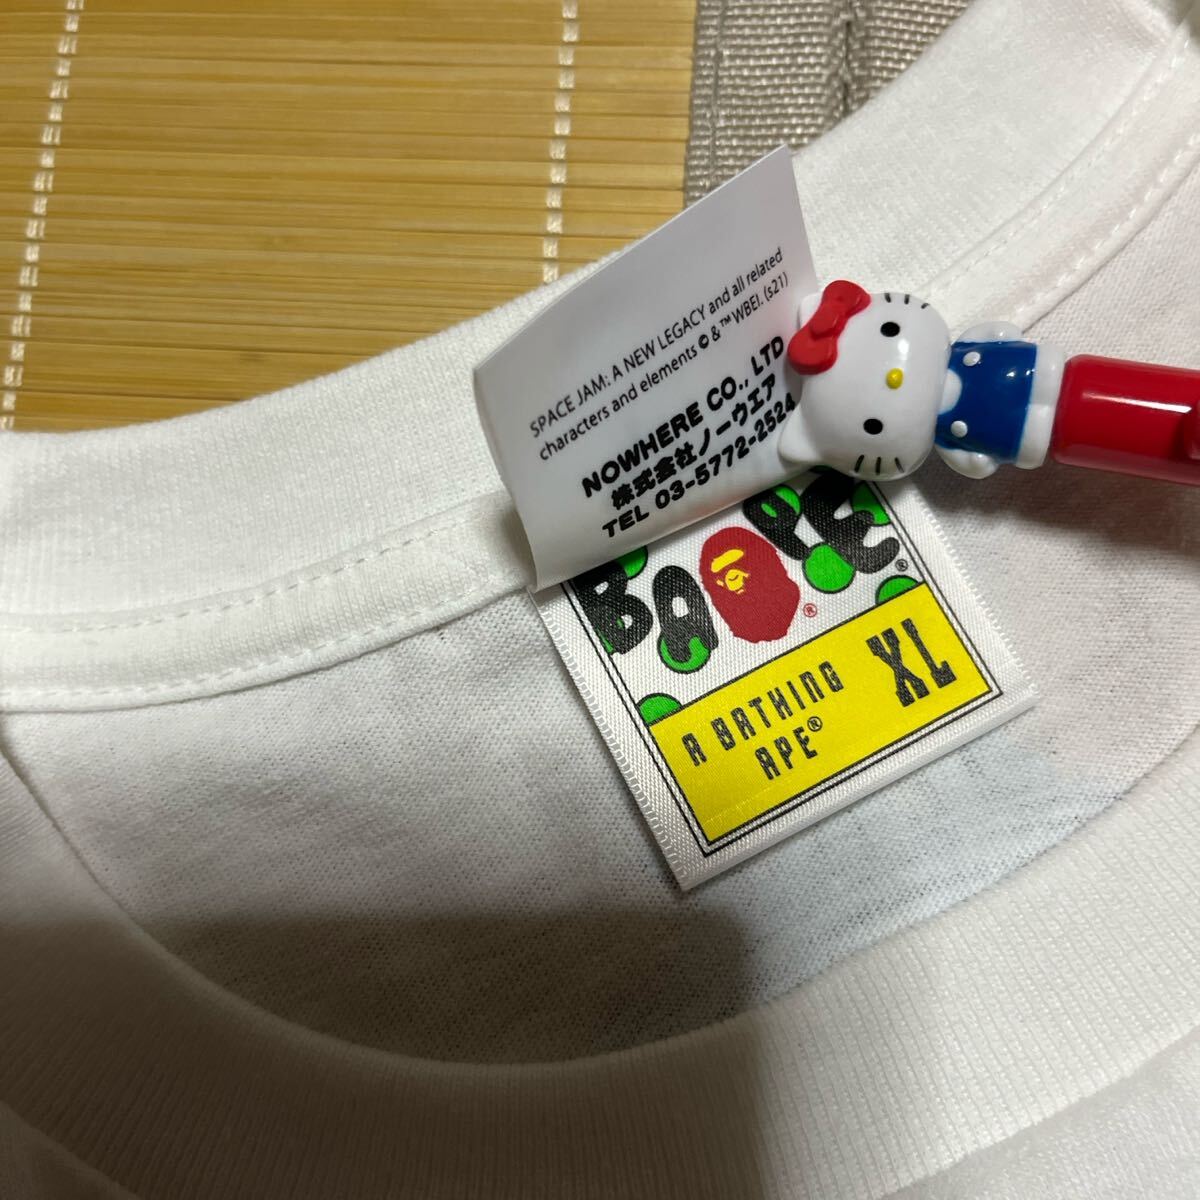 SPACE JAM: A NEW LEGACY and all related
characters and elements © & ™ WBEI. (s21)
NOWHERE CO., LTD
株式会社ノーウエア
TEL 03-5772-2524
BAPE®
®
A BATHING
APE®
XL